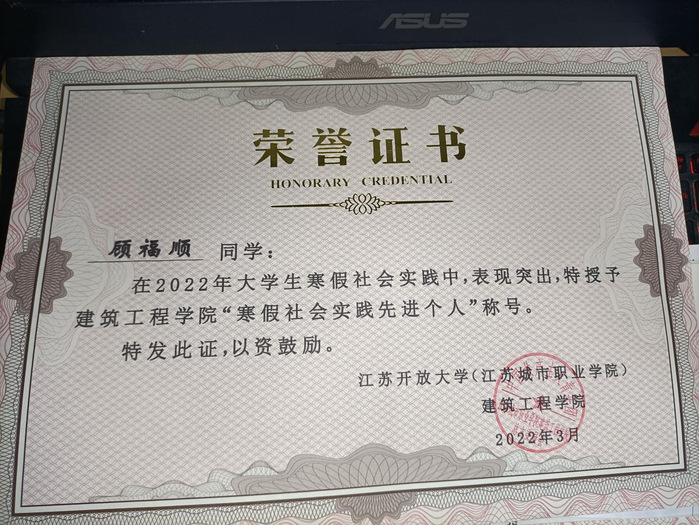 ASUS
荣誉证书
HONORARY CREDENTIAL
顾福顺 同学：
在2022年大学生寒假社会实践中，表现突出，特授予
建筑工程学院“寒假社会实践先进个人”称号。
特发此证，以资鼓励。
江苏开放大学（江苏城市职业学院）
建筑工程学院
2022年3月